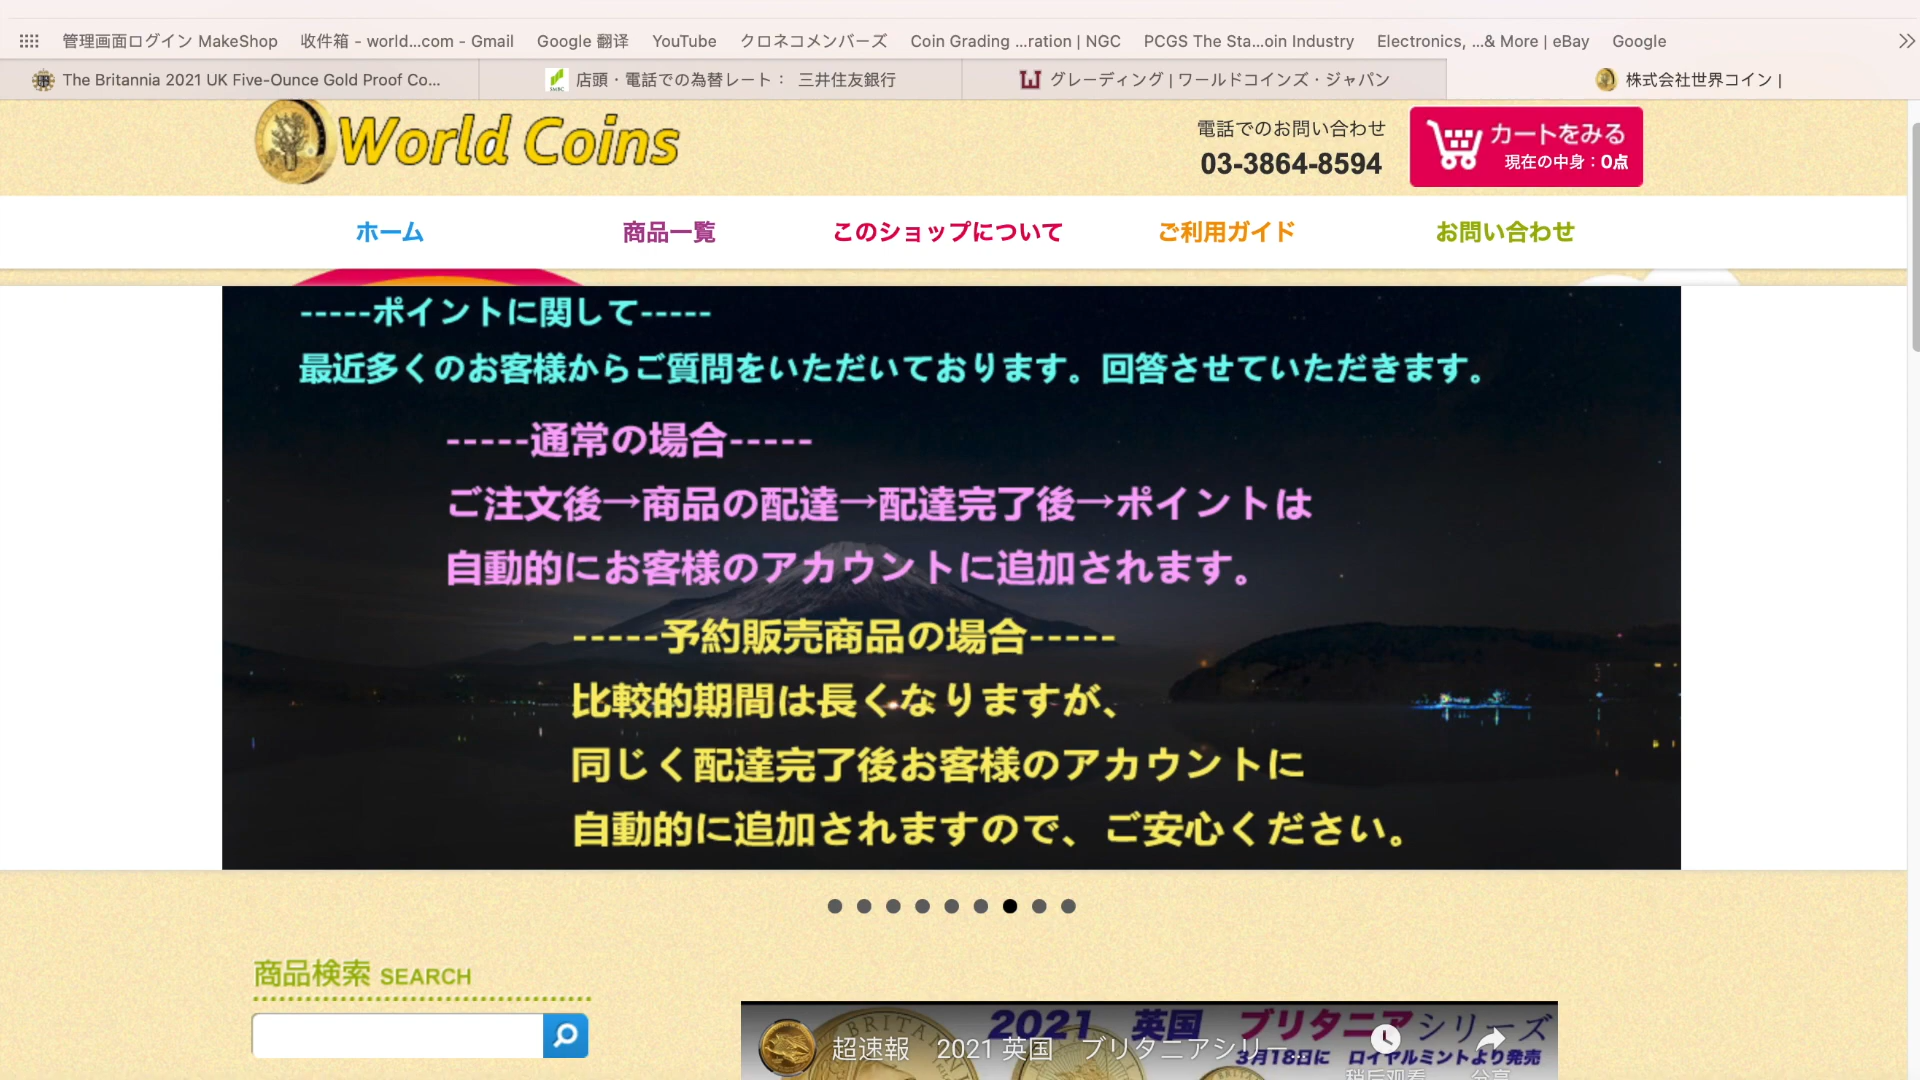 管理画面ログイン MakeShop 收件箱 - world...com - Gmail Google 翻译 YouTube クロネコメンバーズ Coin Grading ...ration | NGC PCGS The Sta...oin Industry Electronics, ...& More | eBay Google
The Britannia 2021 UK Five-Ounce Gold Proof Co... 店頭・電話での為替レート： 三井住友銀行 グレーディング | ワールドコインズ・ジャパン 株式会社世界コイン |
World Coins
電話でのお問い合わせ
03-3864-8594
カートをみる
現在の中身：0点
ホーム 商品一覧 このショップについて ご利用ガイド お問い合わせ
-----ポイントに関して-----
最近多くのお客様からご質問をいただいております。回答させていただきます。
-----通常の場合-----
ご注文後→商品の配達→配達完了後→ポイントは
自動的にお客様のアカウントに追加されます。
-----予約販売商品の場合-----
比較的期間は長くなりますが、
同じく配達完了後お客様のアカウントに
自動的に追加されますので、ご安心ください。
商品検索 SEARCH
2021 英国 ブリタニアシリーズ
超速報 2021 英国 ブリタニアシリー...
3月18日に ロイヤルミントより発売
稍后观看 分享
BRITAN